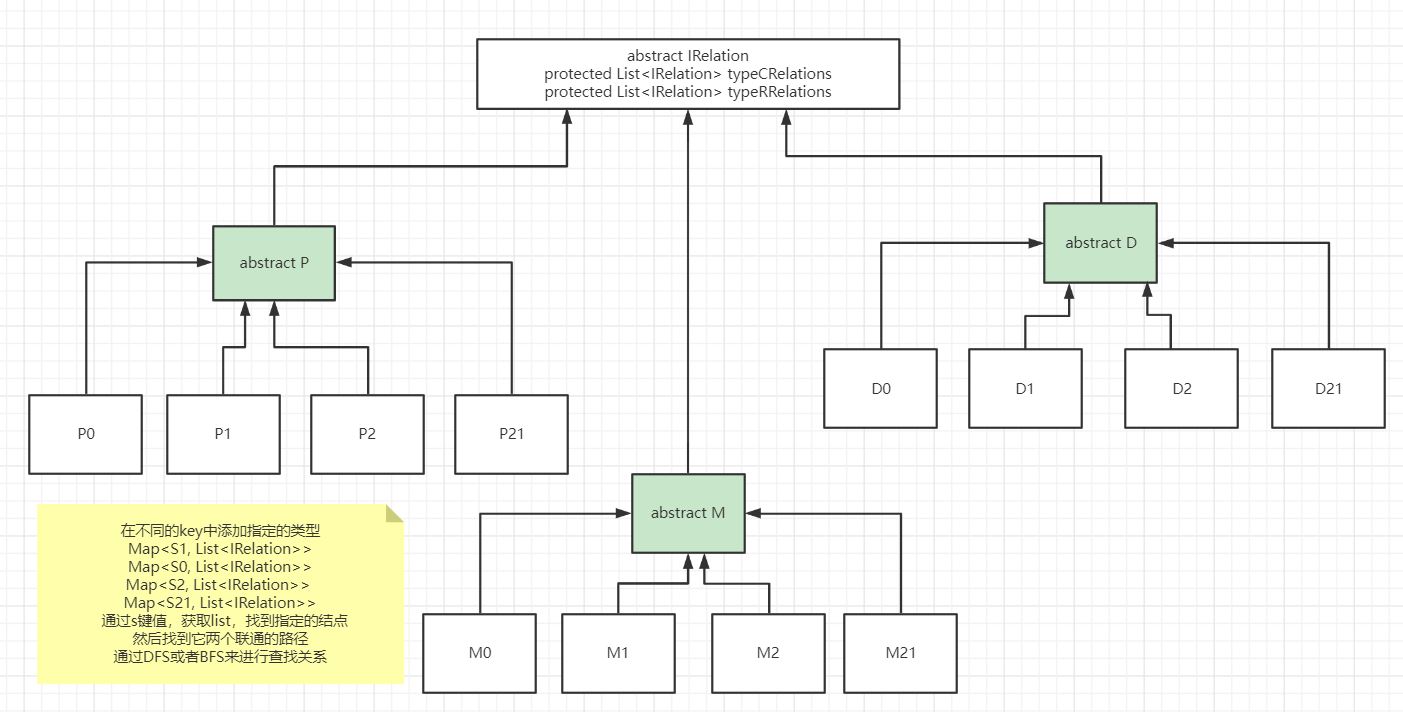 abstract IRelation
protected List<IRelation> typeCRelations
protected List<IRelation> typeRRelations
abstract P
abstract D
P0
P1
P2
P21
D0
D1
D2
D21
abstract M
M0
M1
M2
M21
在不同的key中添加指定的类型
Map<S1, List<IRelation>>
Map<S0, List<IRelation>>
Map<S2, List<IRelation>>
Map<S21, List<IRelation>>
通过s键值，获取list，找到指定的结点
然后找到它两个联通的路径
通过DFS或者BFS来进行查找关系